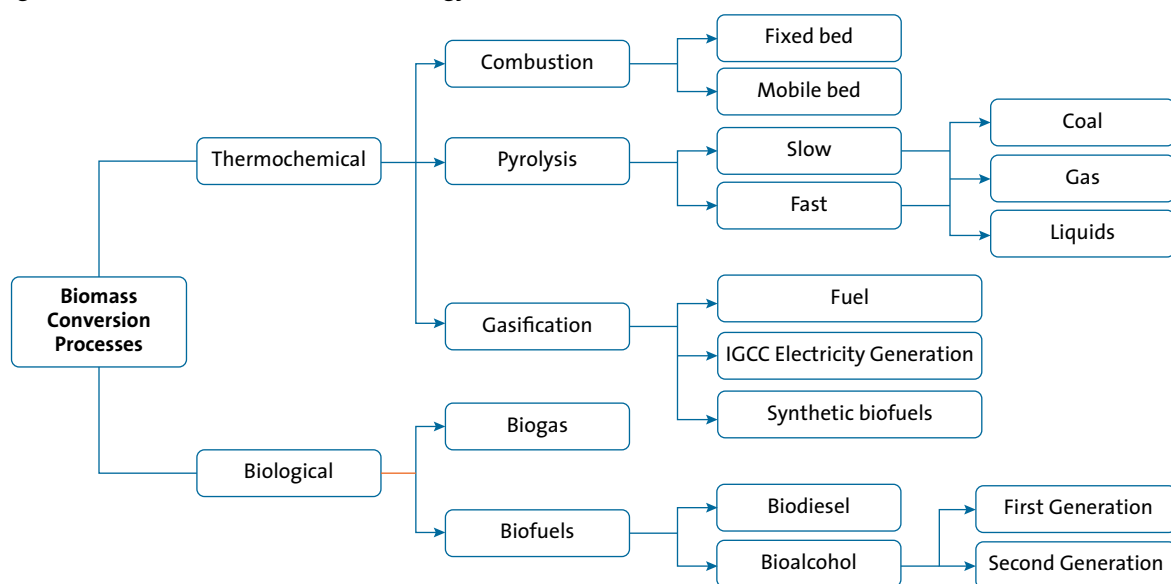 Combustion
Fixed bed
Mobile bed
Thermochemical
Pyrolysis
Slow
Fast
Coal
Gas
Liquids
Biomass
Conversion
Processes
Gasification
Fuel
IGCC Electricity Generation
Synthetic biofuels
Biological
Biogas
Biofuels
Biodiesel
Bioalcohol
First Generation
Second Generation